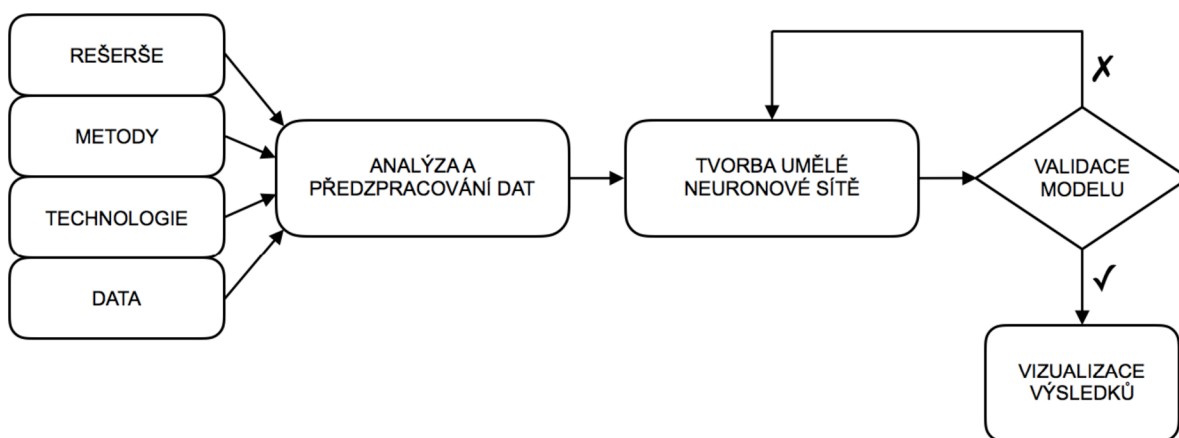 REŠERŠE
METODY
TECHNOLOGIE
DATA
ANALÝZA A
PŘEDZPRACOVÁNÍ DAT
TVORBA UMĚLÉ
NEURONOVÉ SÍTĚ
✗
VALIDACE
MODELU
✓
VIZUALIZACE
VÝSLEDKŮ